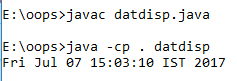 E:\oops>javac datdisp.java
E:\oops>java -cp . datdisp
Fri Jul 07 15:03:10 IST 2017